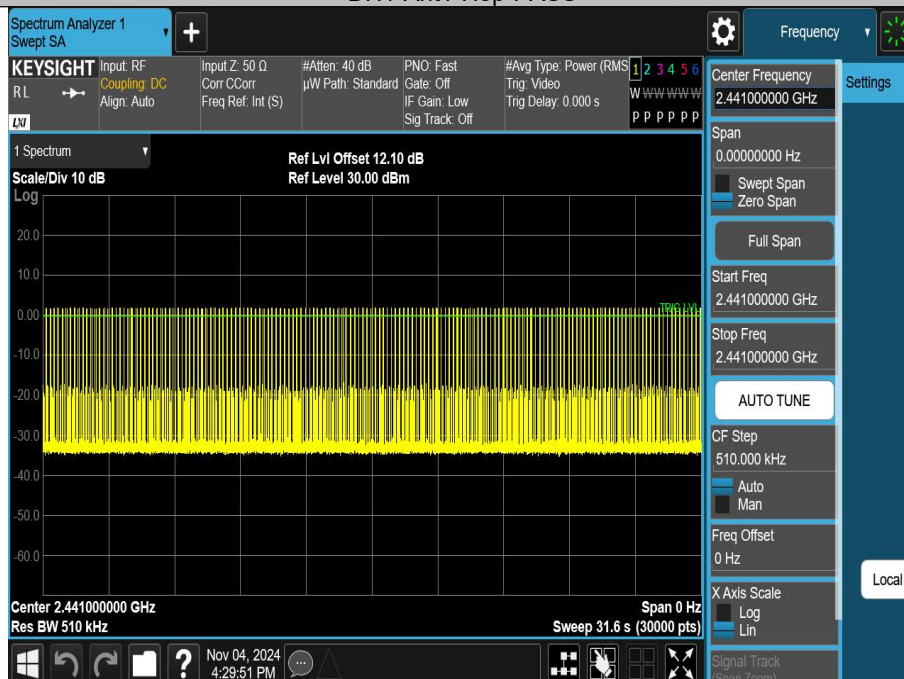 Spectrum Analyzer 1
Swept SA
+
Frequency
KEYSIGHT
R L
LXI
Input: RF
Coupling: DC
Align: Auto
Input Z: 50 Ω
Corr CCorr
Freq Ref: Int (S)
#Atten: 40 dB
µW Path: Standard
PNO: Fast
Gate: Off
IF Gain: Low
Sig Track: Off
#Avg Type: Power (RMS
Trig: Video
Trig Delay: 0.000 s
1 2 3 4 5 6
W W W W W W
P P P P P P
1 Spectrum
Scale/Div 10 dB
Ref Lvl Offset 12.10 dB
Ref Level 30.00 dBm
Log
20.0
10.0
0.00
-10.0
-20.0
-30.0
-40.0
-50.0
-60.0
TRIG LVL
Center 2.441000000 GHz
Res BW 510 kHz
Span 0 Hz
Sweep 31.6 s (30000 pts)
Center Frequency
2.441000000 GHz
Settings
Span
0.00000000 Hz
Swept Span
Zero Span
Full Span
Start Freq
2.441000000 GHz
Stop Freq
2.441000000 GHz
AUTO TUNE
CF Step
510.000 kHz
Auto
Man
Freq Offset
0 Hz
Local
X Axis Scale
Log
Lin
Signal Track
(Span Zoom)
?
Nov 04, 2024
4:29:51 PM